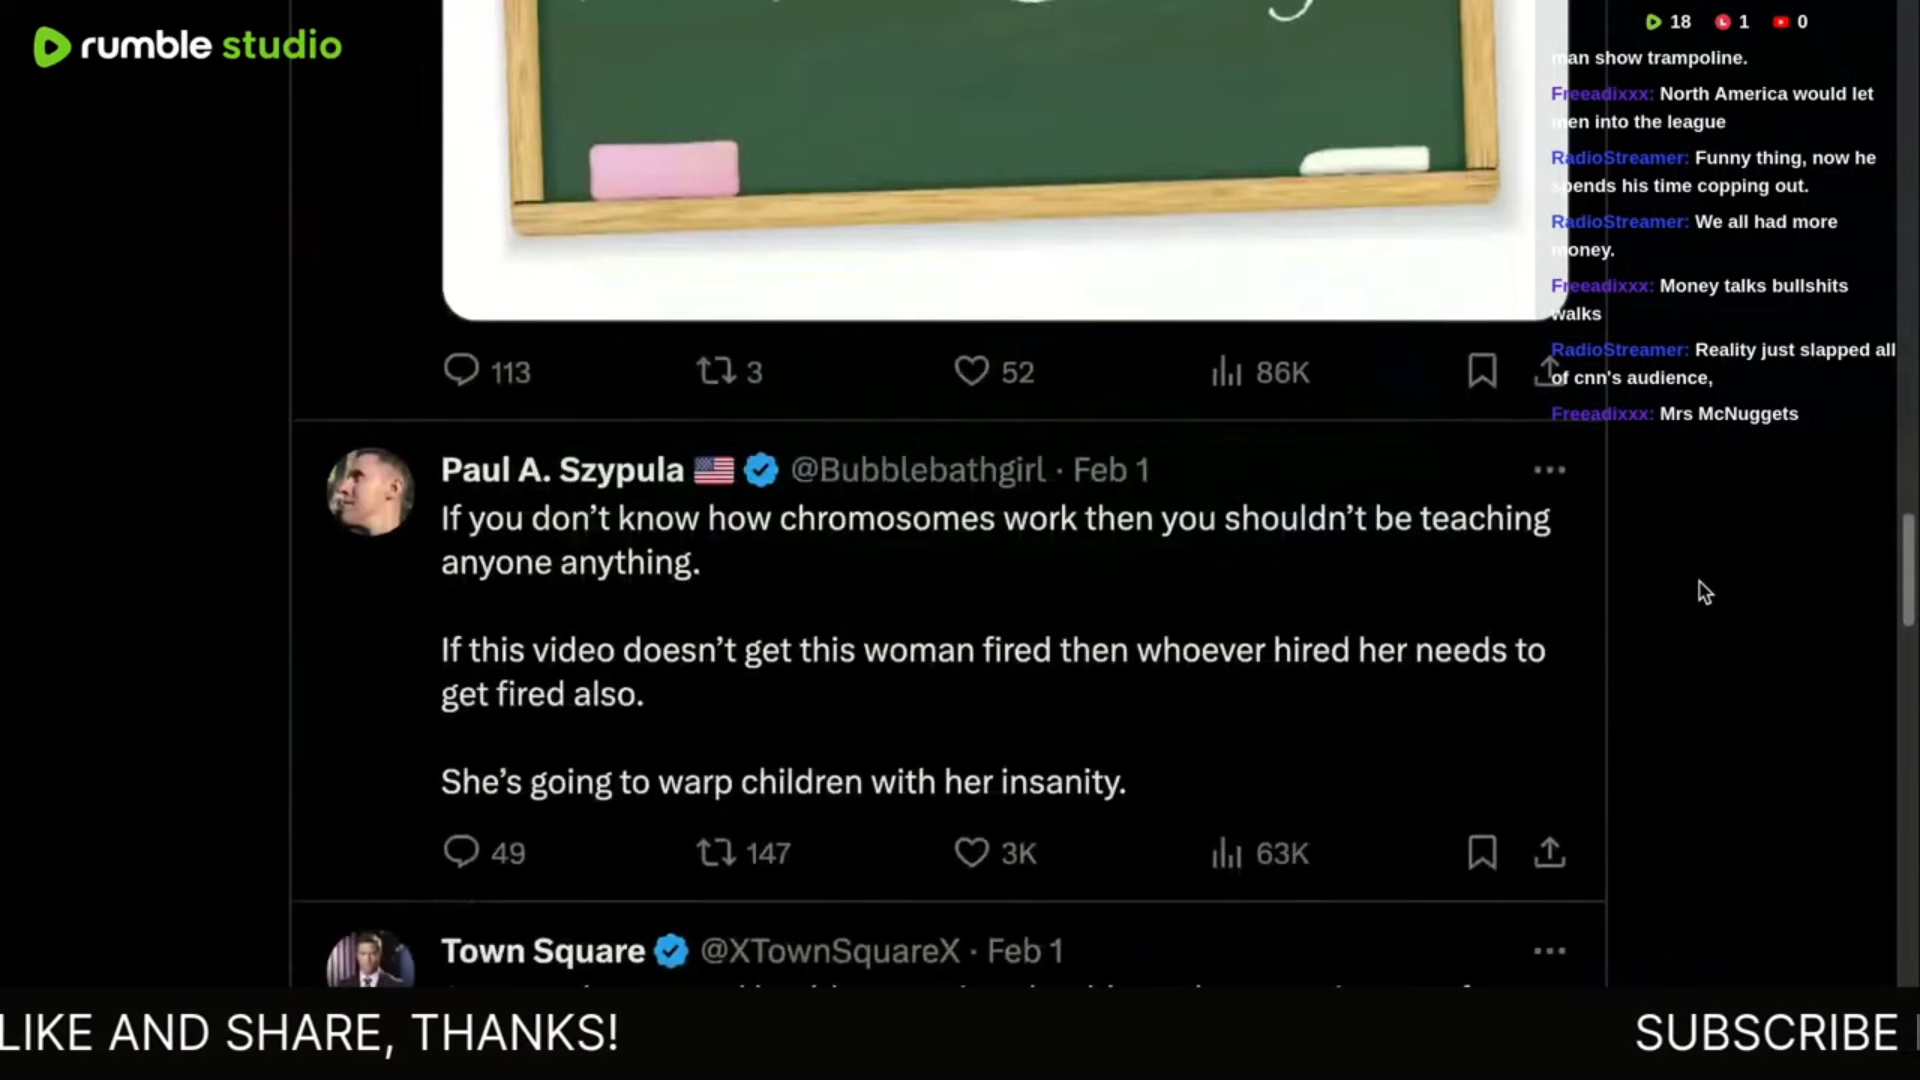 rumble studio
18 1 0
man show trampoline.
Freeadixxx: North America would let
men into the league
RadioStreamer: Funny thing, now he
spends his time copping out.
RadioStreamer: We all had more
money.
Freeadixxx: Money talks bullshits
walks
RadioStreamer: Reality just slapped all
of cnn's audience,
Freeadixxx: Mrs McNuggets
113 3 52 86K
Paul A. Szypula @Bubblebathgirl · Feb 1
If you don’t know how chromosomes work then you shouldn’t be teaching
anyone anything.
If this video doesn’t get this woman fired then whoever hired her needs to
get fired also.
She’s going to warp children with her insanity.
49 147 3K 63K
Town Square @XTownSquareX · Feb 1
LIKE AND SHARE, THANKS!
SUBSCRIBE